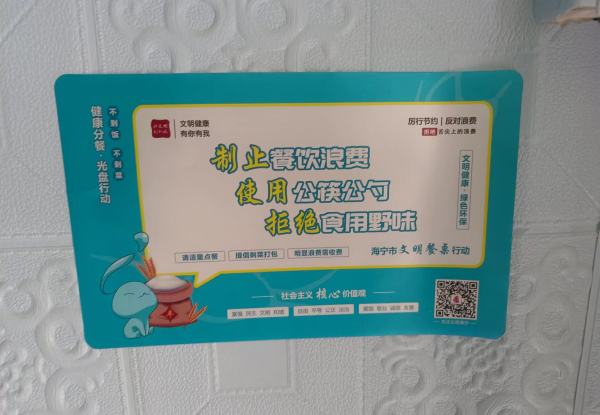 文明健康
有你有我
厉行节约 | 反对浪费
拒绝 舌尖上的浪费
不剩饭 不剩菜
健康分餐·光盘行动
制止餐饮浪费
使用公筷公勺
拒绝食用野味
文明健康·绿色环保
请适量点餐 提倡剩菜打包 明显浪费需收费
海宁市文明餐桌行动
社会主义核心价值观
富强 民主 文明 和谐 自由 平等 公正 法治 爱国 敬业 诚信 友善